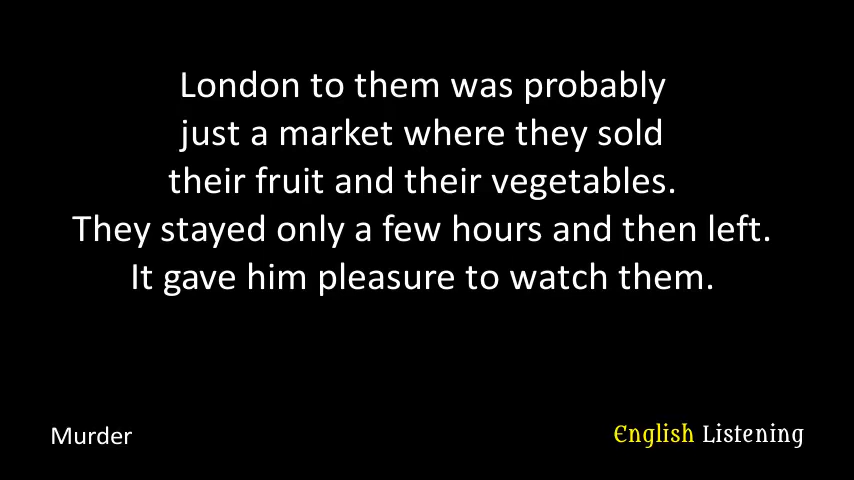 London to them was probably
just a market where they sold
their fruit and their vegetables.
They stayed only a few hours and then left.
It gave him pleasure to watch them.
Murder
English Listening